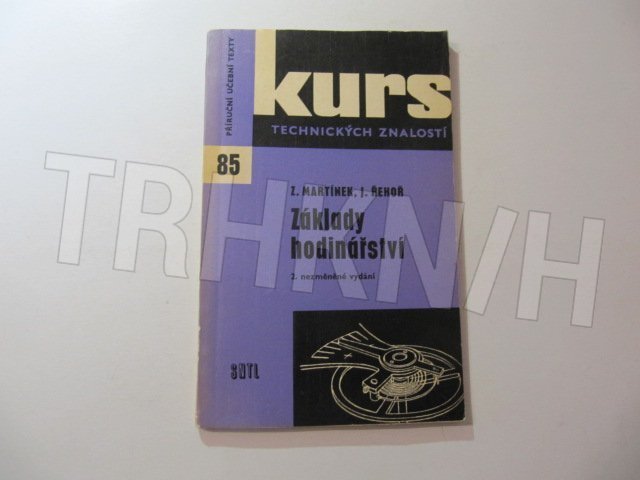 PŘÍRUČNÍ UČEBNÍ TEXTY
kurs
TECHNICKÝCH ZNALOSTÍ
85
Z. MARTÍNEK, J. ŘEHOŘ
Základy
hodinářství
2. nezměněné vydání
SNTL
TRHKNIH